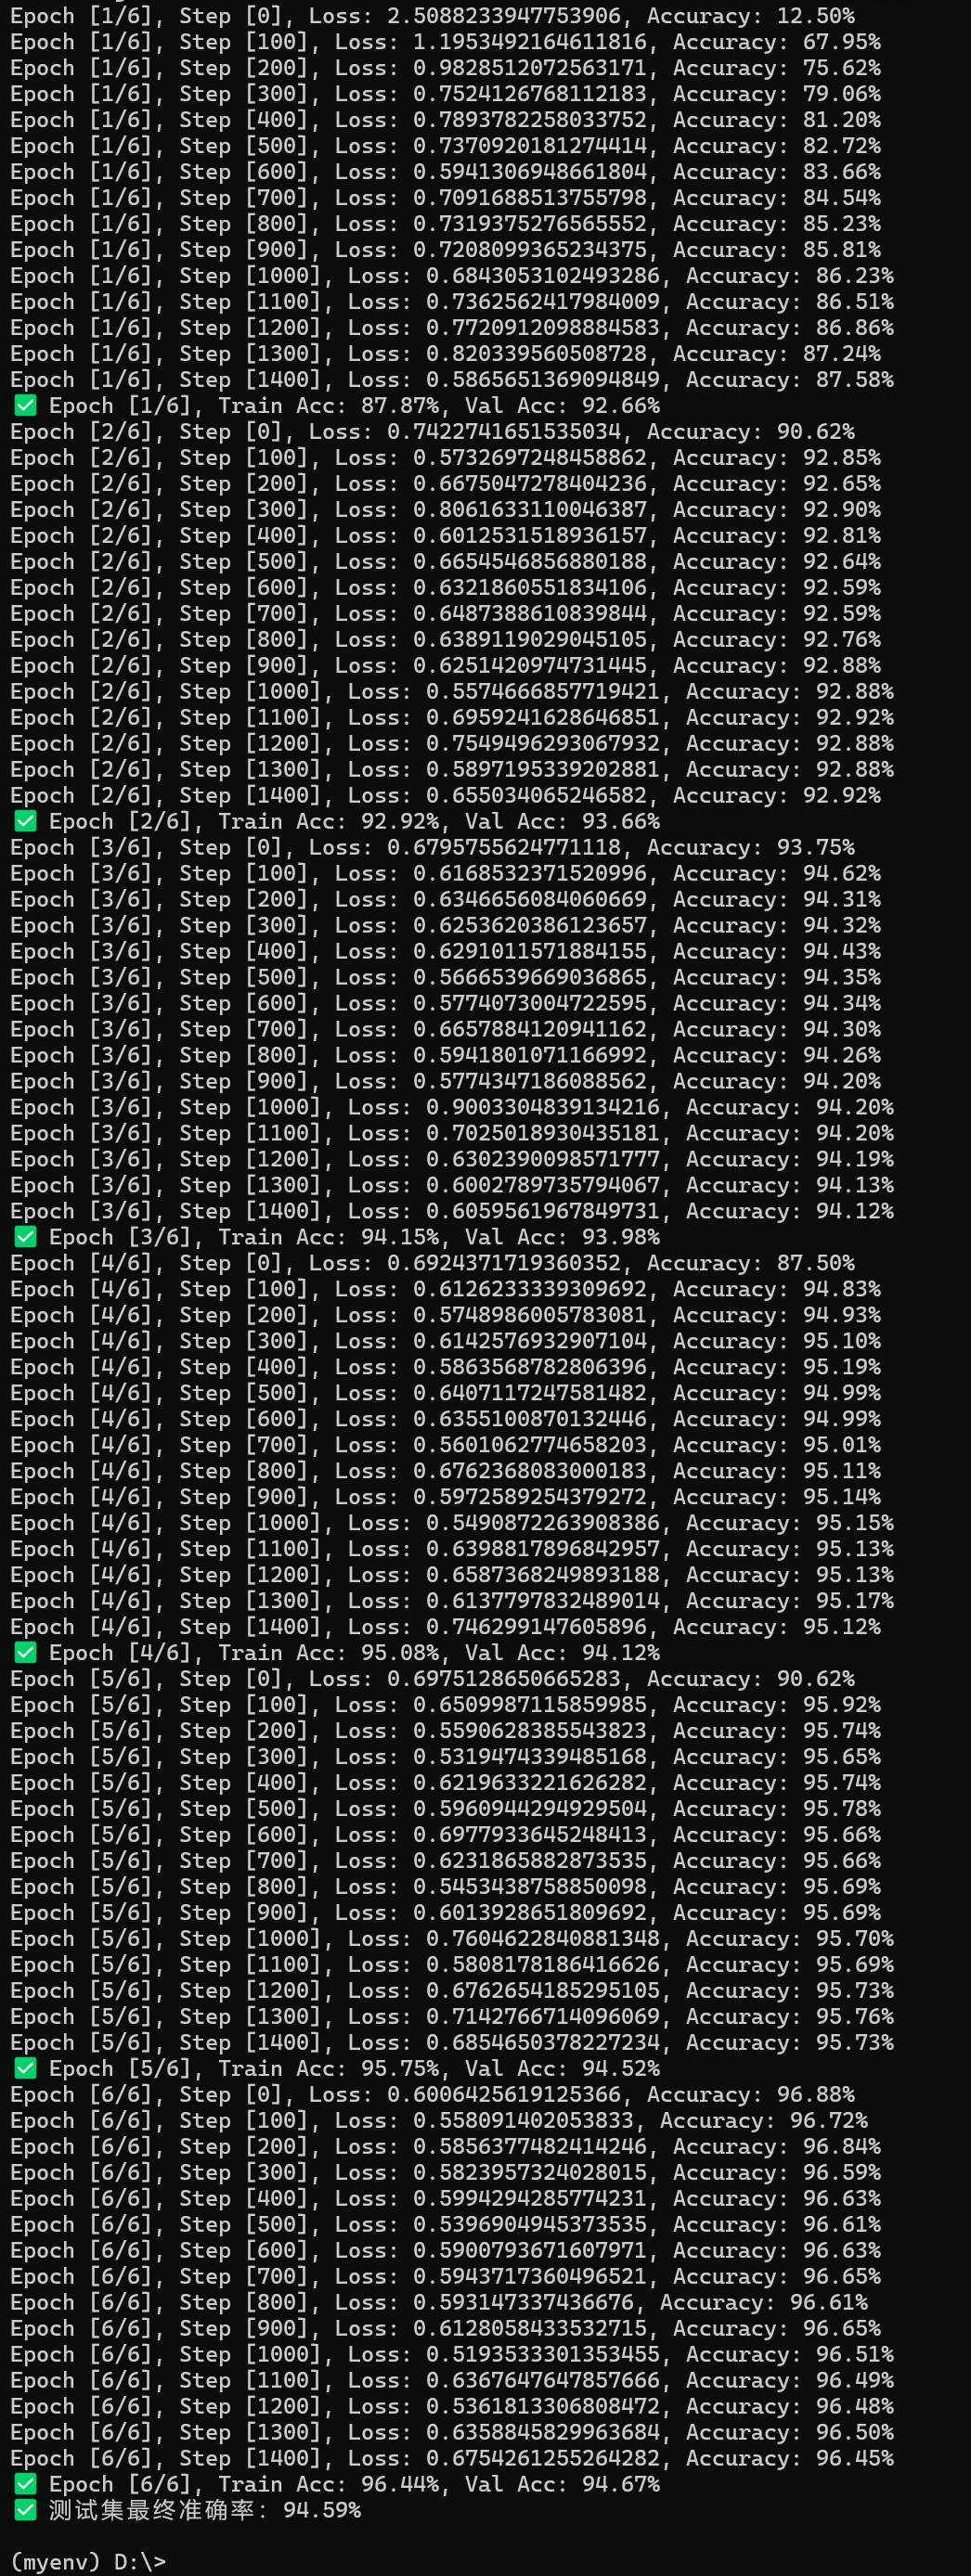 Epoch [1/6], Step [0], Loss: 2.5088233947753906, Accuracy: 12.50%
Epoch [1/6], Step [100], Loss: 1.1953492164611816, Accuracy: 67.95%
Epoch [1/6], Step [200], Loss: 0.9828512072563171, Accuracy: 75.62%
Epoch [1/6], Step [300], Loss: 0.7524126768112183, Accuracy: 79.06%
Epoch [1/6], Step [400], Loss: 0.7893782258033752, Accuracy: 81.20%
Epoch [1/6], Step [500], Loss: 0.7370920181274414, Accuracy: 82.72%
Epoch [1/6], Step [600], Loss: 0.5941306948661804, Accuracy: 83.66%
Epoch [1/6], Step [700], Loss: 0.7091688513755798, Accuracy: 84.54%
Epoch [1/6], Step [800], Loss: 0.7319375276565552, Accuracy: 85.23%
Epoch [1/6], Step [900], Loss: 0.7208099365234375, Accuracy: 85.81%
Epoch [1/6], Step [1000], Loss: 0.6843053102493286, Accuracy: 86.23%
Epoch [1/6], Step [1100], Loss: 0.7362562417984009, Accuracy: 86.51%
Epoch [1/6], Step [1200], Loss: 0.7720912098884583, Accuracy: 86.86%
Epoch [1/6], Step [1300], Loss: 0.820339560508728, Accuracy: 87.24%
Epoch [1/6], Step [1400], Loss: 0.5865651369094849, Accuracy: 87.58%
✅ Epoch [1/6], Train Acc: 87.87%, Val Acc: 92.66%
Epoch [2/6], Step [0], Loss: 0.7422741651535034, Accuracy: 90.62%
Epoch [2/6], Step [100], Loss: 0.5732697248458862, Accuracy: 92.85%
Epoch [2/6], Step [200], Loss: 0.6675047278404236, Accuracy: 92.65%
Epoch [2/6], Step [300], Loss: 0.8061633110046387, Accuracy: 92.90%
Epoch [2/6], Step [400], Loss: 0.6012531518936157, Accuracy: 92.81%
Epoch [2/6], Step [500], Loss: 0.6654546856880188, Accuracy: 92.64%
Epoch [2/6], Step [600], Loss: 0.6321860551834106, Accuracy: 92.59%
Epoch [2/6], Step [700], Loss: 0.6487388610839844, Accuracy: 92.59%
Epoch [2/6], Step [800], Loss: 0.6389119029045105, Accuracy: 92.76%
Epoch [2/6], Step [900], Loss: 0.6251420974731445, Accuracy: 92.88%
Epoch [2/6], Step [1000], Loss: 0.5574666857719421, Accuracy: 92.88%
Epoch [2/6], Step [1100], Loss: 0.6959241628646851, Accuracy: 92.92%
Epoch [2/6], Step [1200], Loss: 0.7549496293067932, Accuracy: 92.88%
Epoch [2/6], Step [1300], Loss: 0.5897195339202881, Accuracy: 92.88%
Epoch [2/6], Step [1400], Loss: 0.655034065246582, Accuracy: 92.92%
✅ Epoch [2/6], Train Acc: 92.92%, Val Acc: 93.66%
Epoch [3/6], Step [0], Loss: 0.6795755624771118, Accuracy: 93.75%
Epoch [3/6], Step [100], Loss: 0.6168532371520996, Accuracy: 94.62%
Epoch [3/6], Step [200], Loss: 0.6346656084060669, Accuracy: 94.31%
Epoch [3/6], Step [300], Loss: 0.6253620386123657, Accuracy: 94.32%
Epoch [3/6], Step [400], Loss: 0.6291011571884155, Accuracy: 94.43%
Epoch [3/6], Step [500], Loss: 0.5666539669036865, Accuracy: 94.35%
Epoch [3/6], Step [600], Loss: 0.5774073004722595, Accuracy: 94.34%
Epoch [3/6], Step [700], Loss: 0.6657884120941162, Accuracy: 94.30%
Epoch [3/6], Step [800], Loss: 0.5941801071166992, Accuracy: 94.26%
Epoch [3/6], Step [900], Loss: 0.5774347186088562, Accuracy: 94.20%
Epoch [3/6], Step [1000], Loss: 0.9003304839134216, Accuracy: 94.20%
Epoch [3/6], Step [1100], Loss: 0.7025018930435181, Accuracy: 94.20%
Epoch [3/6], Step [1200], Loss: 0.6302390098571777, Accuracy: 94.19%
Epoch [3/6], Step [1300], Loss: 0.6002789735794067, Accuracy: 94.13%
Epoch [3/6], Step [1400], Loss: 0.6059561967849731, Accuracy: 94.12%
✅ Epoch [3/6], Train Acc: 94.15%, Val Acc: 93.98%
Epoch [4/6], Step [0], Loss: 0.6924371719360352, Accuracy: 87.50%
Epoch [4/6], Step [100], Loss: 0.6126233339309692, Accuracy: 94.83%
Epoch [4/6], Step [200], Loss: 0.5748986005783081, Accuracy: 94.93%
Epoch [4/6], Step [300], Loss: 0.6142576932907104, Accuracy: 95.10%
Epoch [4/6], Step [400], Loss: 0.5863568782806396, Accuracy: 95.19%
Epoch [4/6], Step [500], Loss: 0.6407117247581482, Accuracy: 94.99%
Epoch [4/6], Step [600], Loss: 0.6355100870132446, Accuracy: 94.99%
Epoch [4/6], Step [700], Loss: 0.5601062774658203, Accuracy: 95.01%
Epoch [4/6], Step [800], Loss: 0.6762368083000183, Accuracy: 95.11%
Epoch [4/6], Step [900], Loss: 0.5972589254379272, Accuracy: 95.14%
Epoch [4/6], Step [1000], Loss: 0.5490872263908386, Accuracy: 95.15%
Epoch [4/6], Step [1100], Loss: 0.6398817896842957, Accuracy: 95.13%
Epoch [4/6], Step [1200], Loss: 0.6587368249893188, Accuracy: 95.13%
Epoch [4/6], Step [1300], Loss: 0.6137797832489014, Accuracy: 95.17%
Epoch [4/6], Step [1400], Loss: 0.746299147605896, Accuracy: 95.12%
✅ Epoch [4/6], Train Acc: 95.08%, Val Acc: 94.12%
Epoch [5/6], Step [0], Loss: 0.6975128650665283, Accuracy: 90.62%
Epoch [5/6], Step [100], Loss: 0.6509987115859985, Accuracy: 95.92%
Epoch [5/6], Step [200], Loss: 0.5590628385543823, Accuracy: 95.74%
Epoch [5/6], Step [300], Loss: 0.5319474339485168, Accuracy: 95.65%
Epoch [5/6], Step [400], Loss: 0.6219633221626282, Accuracy: 95.74%
Epoch [5/6], Step [500], Loss: 0.5960944294929504, Accuracy: 95.78%
Epoch [5/6], Step [600], Loss: 0.6977933645248413, Accuracy: 95.66%
Epoch [5/6], Step [700], Loss: 0.6231865882873535, Accuracy: 95.66%
Epoch [5/6], Step [800], Loss: 0.5453438758850098, Accuracy: 95.69%
Epoch [5/6], Step [900], Loss: 0.6013928651809692, Accuracy: 95.69%
Epoch [5/6], Step [1000], Loss: 0.7604622840881348, Accuracy: 95.70%
Epoch [5/6], Step [1100], Loss: 0.5808178186416626, Accuracy: 95.69%
Epoch [5/6], Step [1200], Loss: 0.6762654185295105, Accuracy: 95.73%
Epoch [5/6], Step [1300], Loss: 0.7142766714096069, Accuracy: 95.76%
Epoch [5/6], Step [1400], Loss: 0.6854650378227234, Accuracy: 95.73%
✅ Epoch [5/6], Train Acc: 95.75%, Val Acc: 94.52%
Epoch [6/6], Step [0], Loss: 0.6006425619125366, Accuracy: 96.88%
Epoch [6/6], Step [100], Loss: 0.558091402053833, Accuracy: 96.72%
Epoch [6/6], Step [200], Loss: 0.5856377482414246, Accuracy: 96.84%
Epoch [6/6], Step [300], Loss: 0.5823957324028015, Accuracy: 96.59%
Epoch [6/6], Step [400], Loss: 0.5994294285774231, Accuracy: 96.63%
Epoch [6/6], Step [500], Loss: 0.5396904945373535, Accuracy: 96.61%
Epoch [6/6], Step [600], Loss: 0.5900793671607971, Accuracy: 96.63%
Epoch [6/6], Step [700], Loss: 0.5943717360496521, Accuracy: 96.65%
Epoch [6/6], Step [800], Loss: 0.593147337436676, Accuracy: 96.61%
Epoch [6/6], Step [900], Loss: 0.6128058433532715, Accuracy: 96.65%
Epoch [6/6], Step [1000], Loss: 0.5193533301353455, Accuracy: 96.51%
Epoch [6/6], Step [1100], Loss: 0.6367647647857666, Accuracy: 96.49%
Epoch [6/6], Step [1200], Loss: 0.5361813306808472, Accuracy: 96.48%
Epoch [6/6], Step [1300], Loss: 0.6358845829963684, Accuracy: 96.50%
Epoch [6/6], Step [1400], Loss: 0.6754261255264282, Accuracy: 96.45%
✅ Epoch [6/6], Train Acc: 96.44%, Val Acc: 94.67%
✅ 测试集最终准确率: 94.59%
(myenv) D:\>